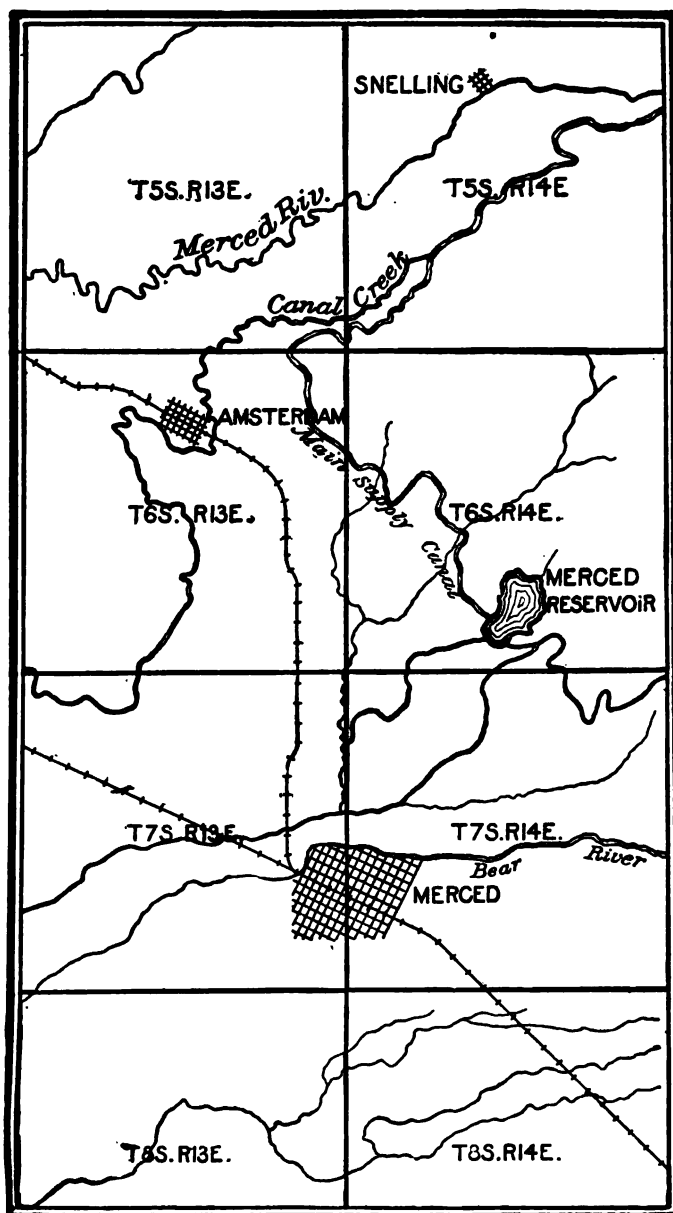 SNELLING
T5S.R13E.
T5S.R14E
Merced Riv.
Canal Creek
AMSTERDAM
Main supply canal
T6S.R13E.
T6S.R14E.
MERCED
RESERVOIR
T7S.R13E.
T7S.R14E.
Bear River
MERCED
T8S.R13E.
T8S.R14E.